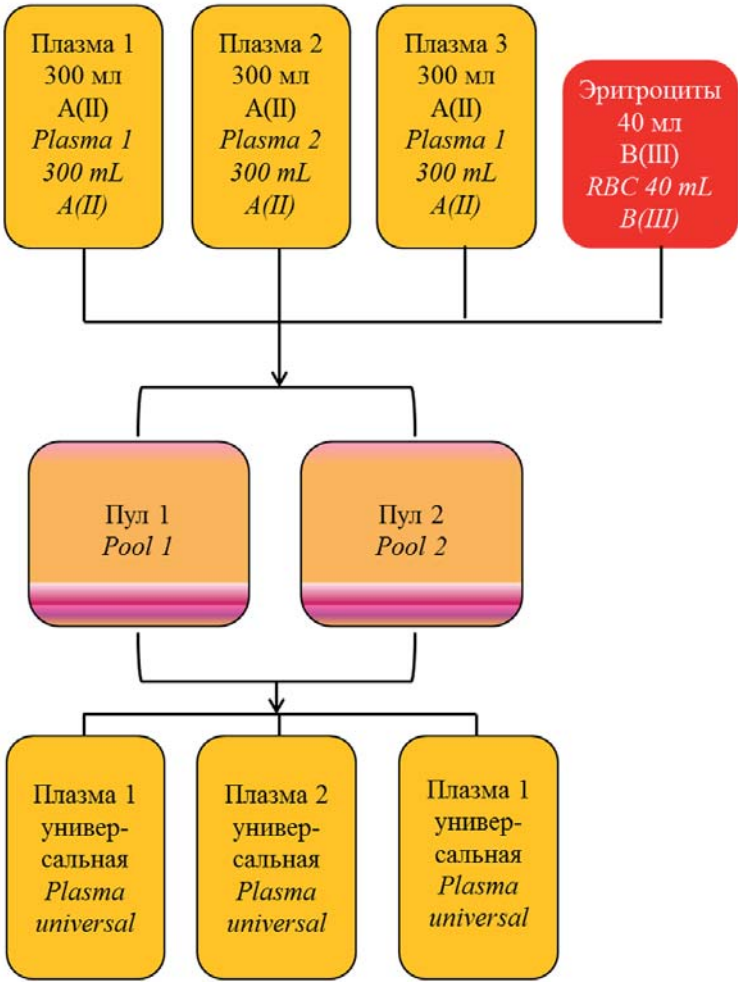 Плазма 1
300 мл
A(II)
Plasma 1
300 mL
A(II)
Плазма 2
300 мл
A(II)
Plasma 2
300 mL
A(II)
Плазма 3
300 мл
A(II)
Plasma 1
300 mL
A(II)
Эритроциты
40 мл
B(III)
RBC 40 mL
B(III)
Пул 1
Pool 1
Пул 2
Pool 2
Плазма 1
универ-
сальная
Plasma
universal
Плазма 2
универ-
сальная
Plasma
universal
Плазма 1
универ-
сальная
Plasma
universal